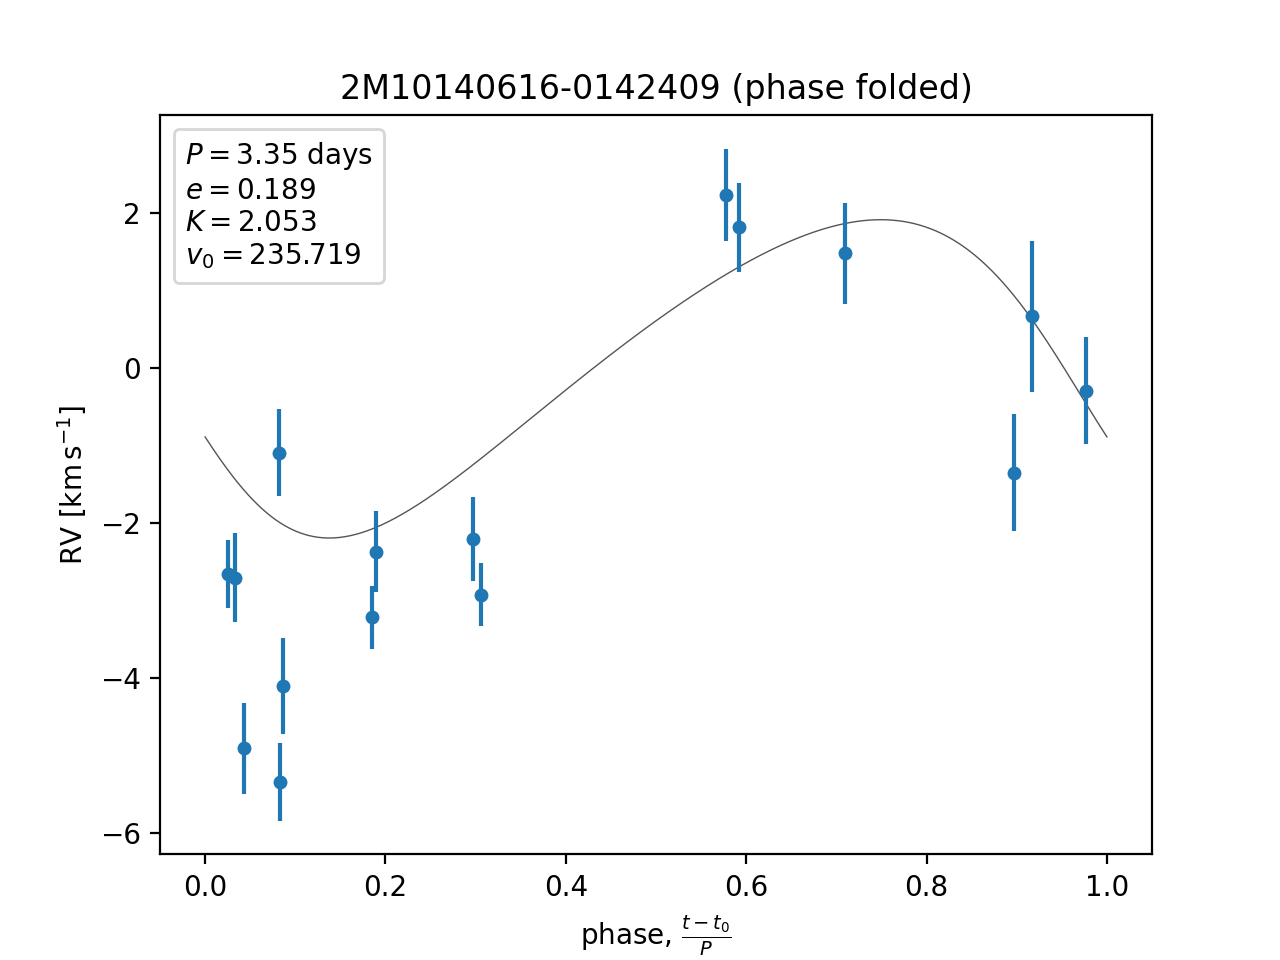 2M10140616-0142409 (phase folded)
P = 3.35 days
e = 0.189
K = 2.053
v₀ = 235.719
RV [km s⁻¹]
2
0
−2
−4
−6
0.0 0.2 0.4 0.6 0.8 1.0
phase, (t − t₀)/P